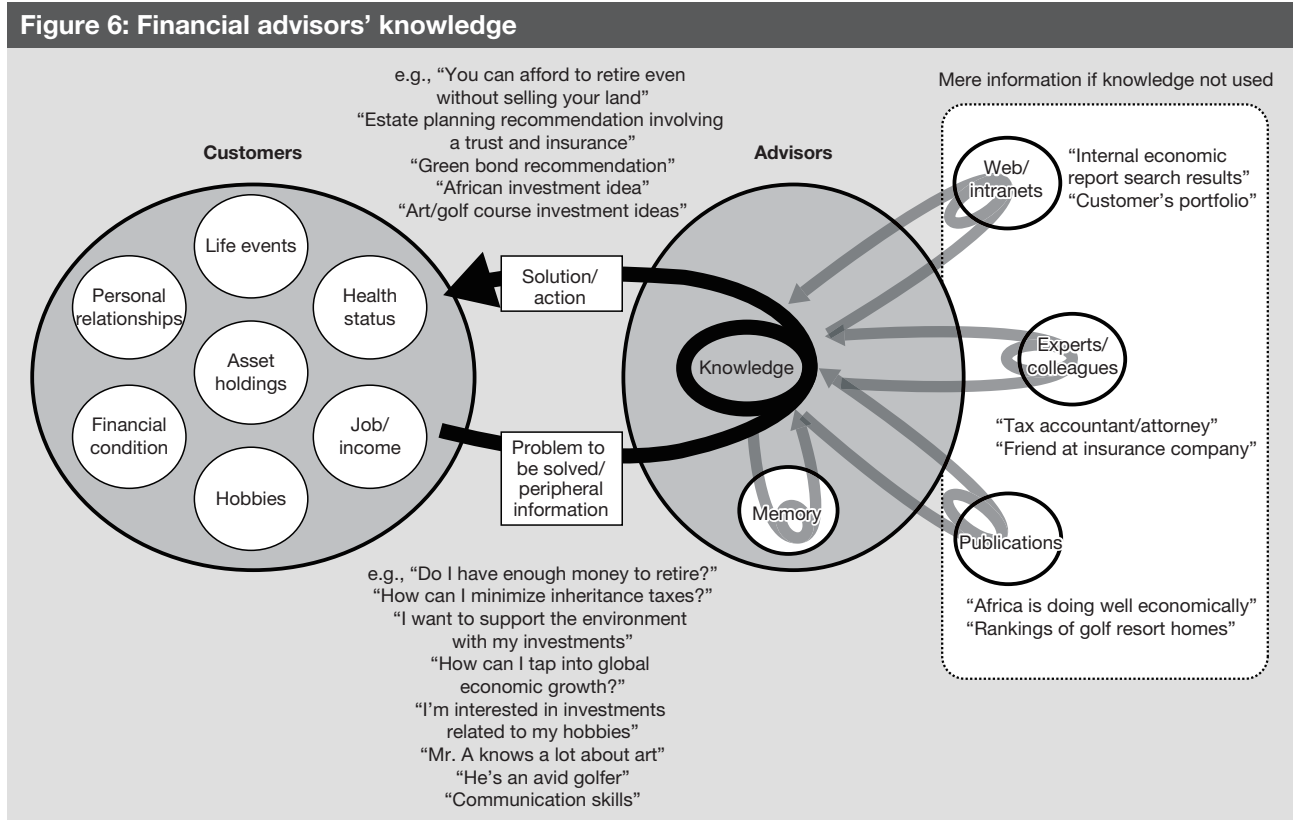 Figure 6: Financial advisors’ knowledge
e.g., “You can afford to retire even
without selling your land”
“Estate planning recommendation involving
a trust and insurance”
“Green bond recommendation”
“African investment idea”
“Art/golf course investment ideas”
Mere information if knowledge not used
Customers
Advisors
Life events
Personal
relationships
Health
status
Asset
holdings
Financial
condition
Job/
income
Hobbies
Solution/
action
Problem to
be solved/
peripheral
information
Knowledge
Memory
Web/
intranets
“Internal economic
report search results”
“Customer’s portfolio”
Experts/
colleagues
“Tax accountant/attorney”
“Friend at insurance company”
Publications
“Africa is doing well economically”
“Rankings of golf resort homes”
e.g., “Do I have enough money to retire?”
“How can I minimize inheritance taxes?”
“I want to support the environment
with my investments”
“How can I tap into global
economic growth?”
“I’m interested in investments
related to my hobbies”
“Mr. A knows a lot about art”
“He’s an avid golfer”
“Communication skills”